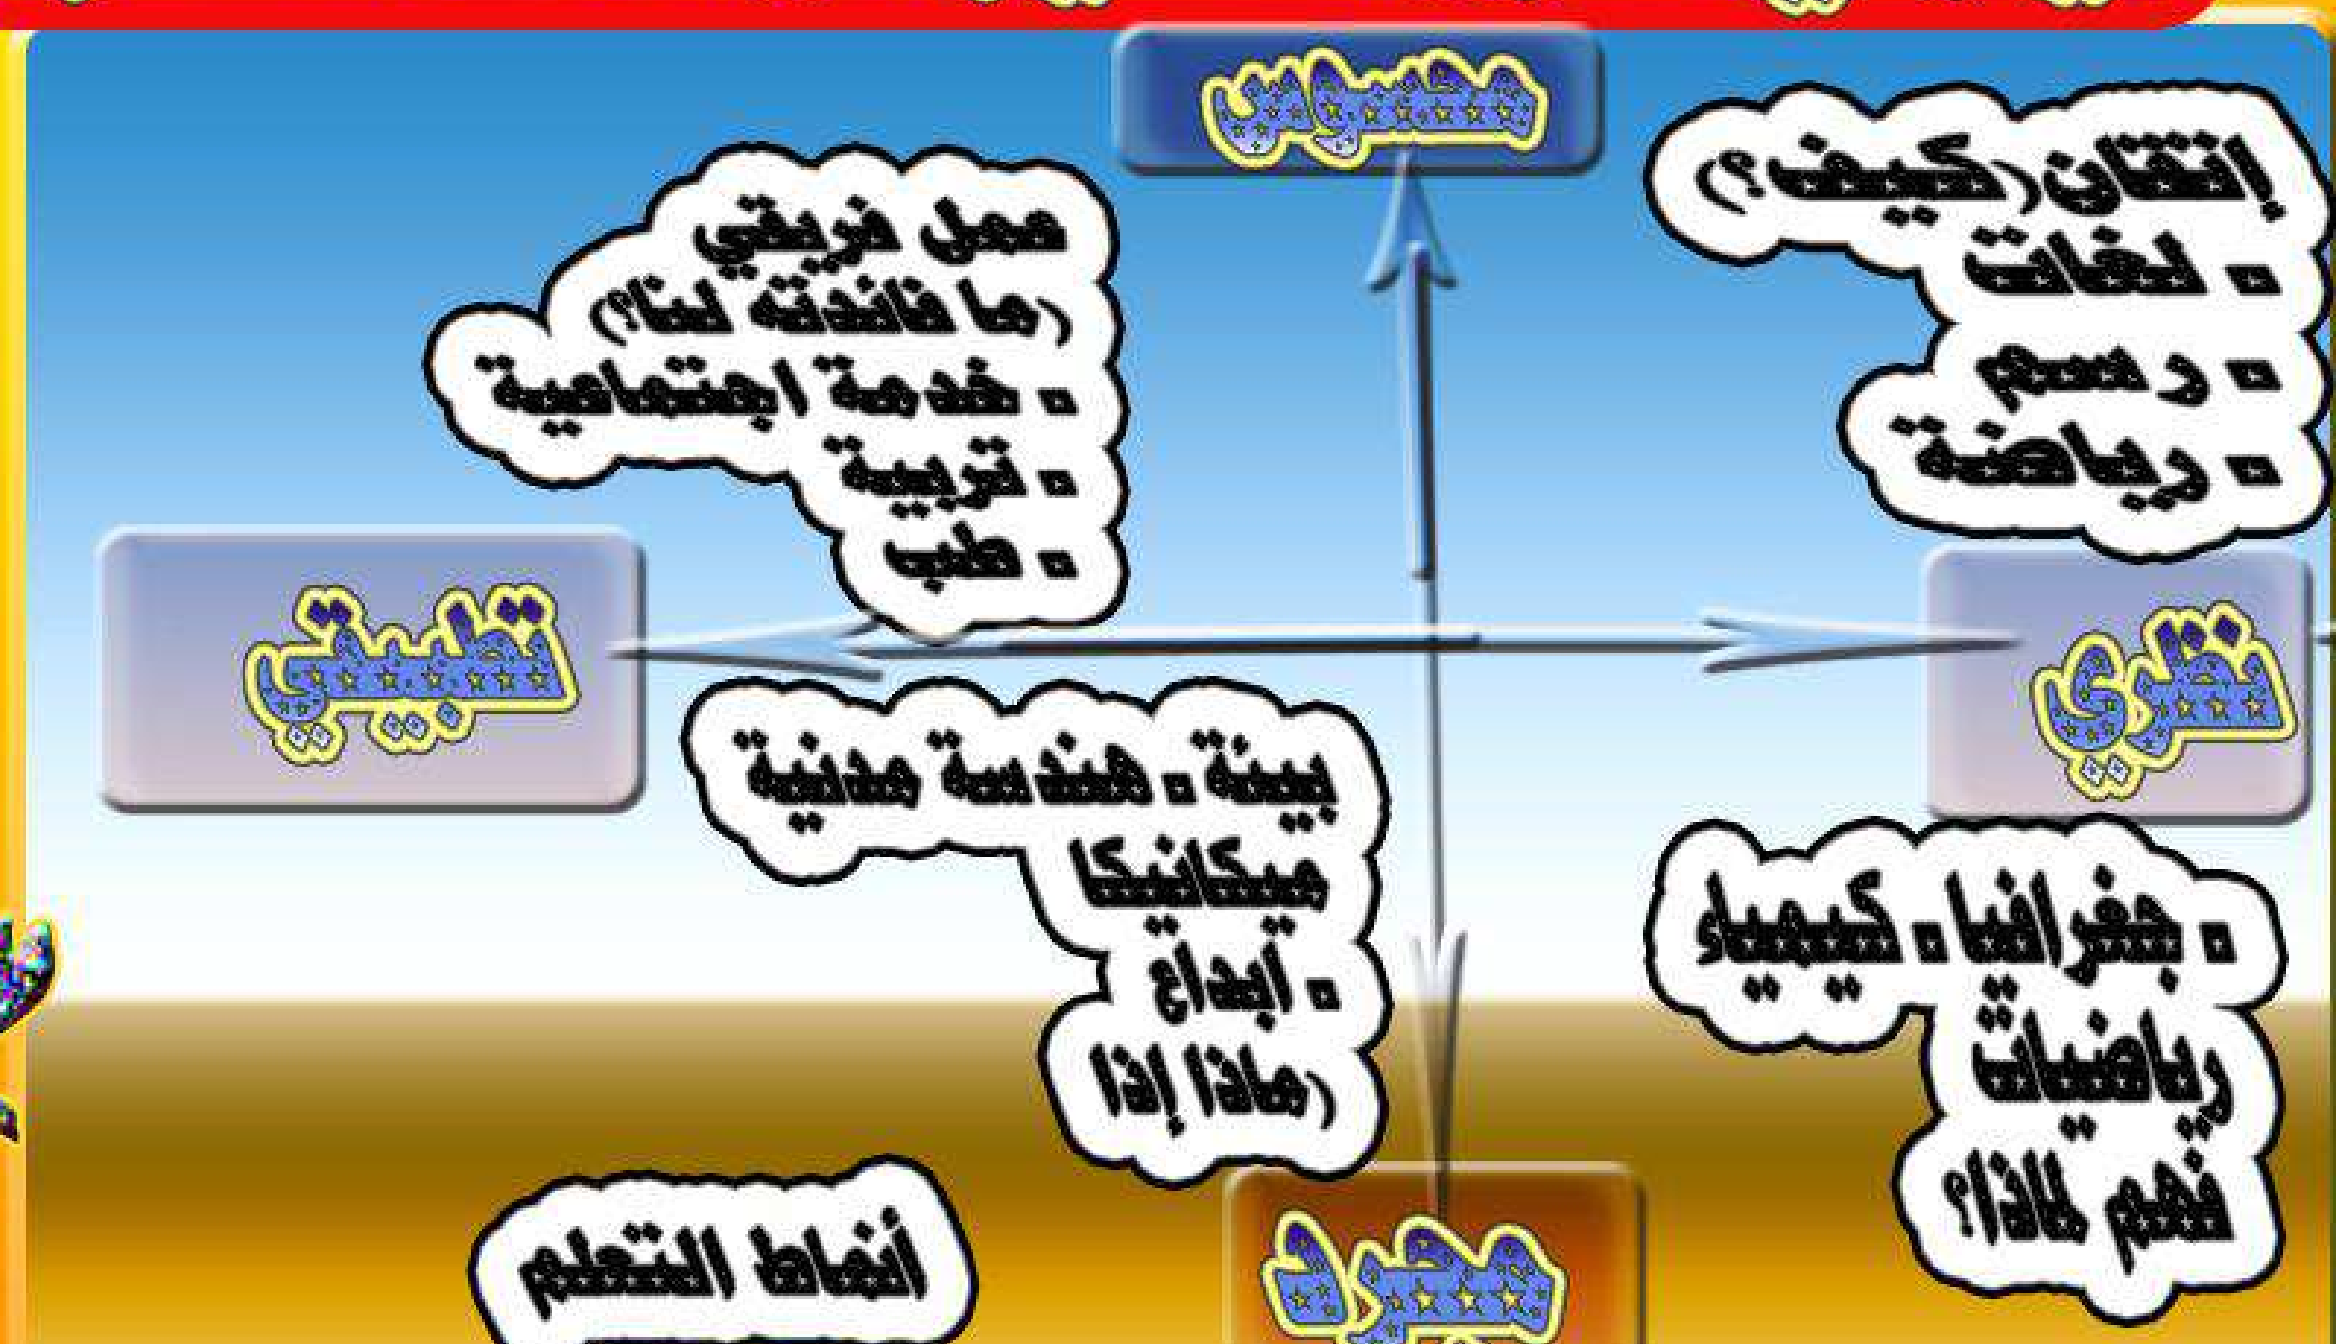 محسوس
إتقان (كيف؟)
- لغات
- رسم
- رياضة
عمل فريقي
(ما فائدته لنا؟)
- خدمة اجتماعية
- تربية
- طب
نظري
تطبيقي
- جغرافيا - كيمياء
رياضيات
فهم لماذا؟
بيئة - هندسة مدنية
ميكانيكا
- ابداع
(ماذا إذا
مجرد
أنماط التعلم